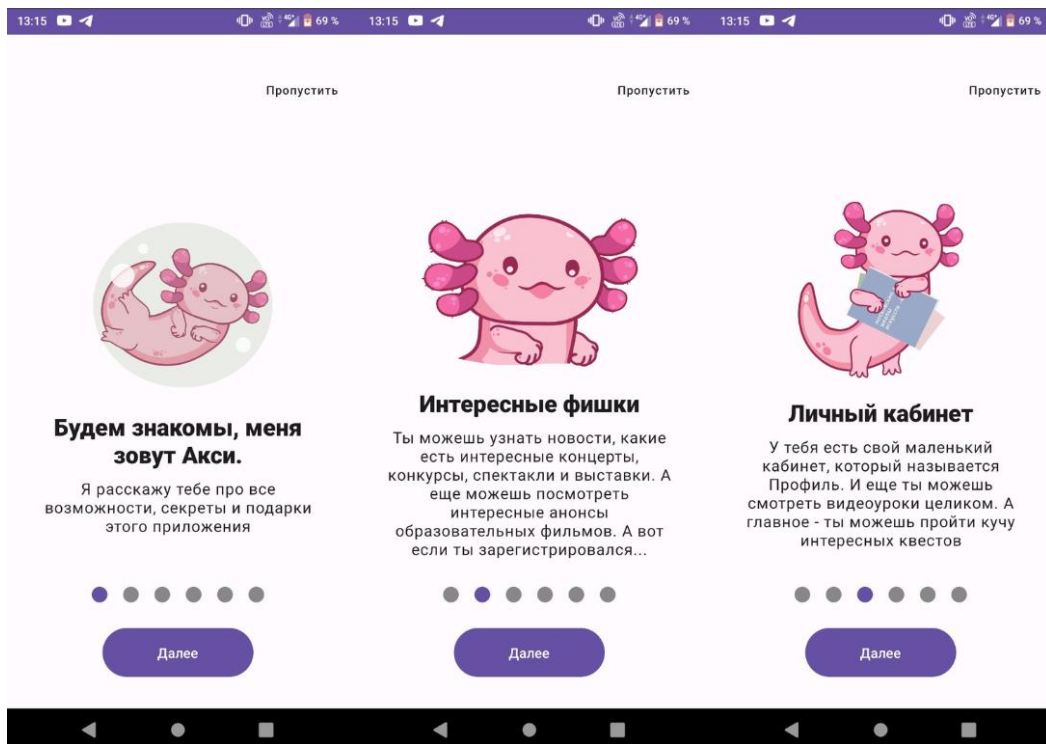 13:15
69 %
Пропустить
Будем знакомы, меня
зовут Акси.
Я расскажу тебе про все
возможности, секреты и подарки
этого приложения
Далее
13:15
69 %
Пропустить
Интересные фишки
Ты можешь узнать новости, какие
есть интересные концерты,
конкурсы, спектакли и выставки. А
еще можешь посмотреть
интересные анонсы
образовательных фильмов. А вот
если ты зарегистрировался...
Далее
13:15
69 %
Пропустить
Личный кабинет
У тебя есть свой маленький
кабинет, который называется
Профиль. И еще ты можешь
смотреть видеоуроки целиком. А
главное - ты можешь пройти кучу
интересных квестов
Далее